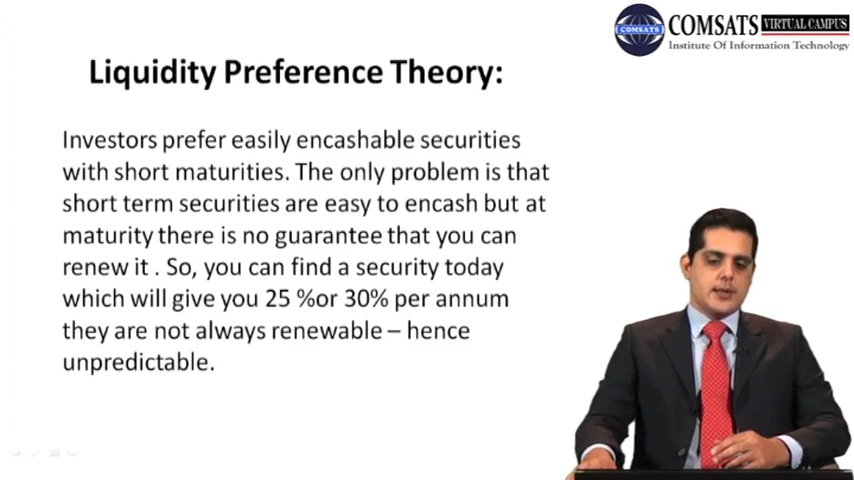 COMSATS VIRTUAL CAMPUS
Institute Of Information Technology
COMSATS
Liquidity Preference Theory:
Investors prefer easily encashable securities
with short maturities. The only problem is that
short term securities are easy to encash but at
maturity there is no guarantee that you can
renew it . So, you can find a security today
which will give you 25 %or 30% per annum
they are not always renewable – hence
unpredictable.